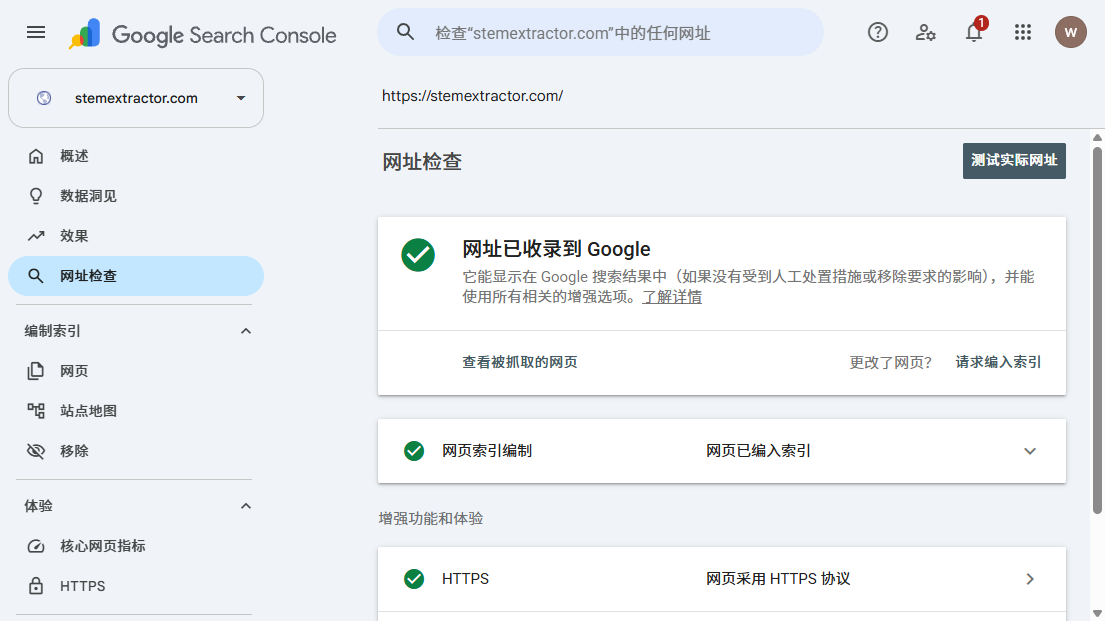 Google Search Console
检查“stemextractor.com”中的任何网址
1
W
stemextractor.com
概述
数据洞见
效果
网址检查
编制索引
网页
站点地图
移除
体验
核心网页指标
HTTPS
https://stemextractor.com/
网址检查
测试实际网址
网址已收录到 Google
它能显示在 Google 搜索结果中（如果没有受到人工处置措施或移除要求的影响），并能
使用所有相关的增强选项。了解详情
查看被抓取的网页
更改了网页？
请求编入索引
网页索引编制
网页已编入索引
增强功能和体验
HTTPS
网页采用 HTTPS 协议